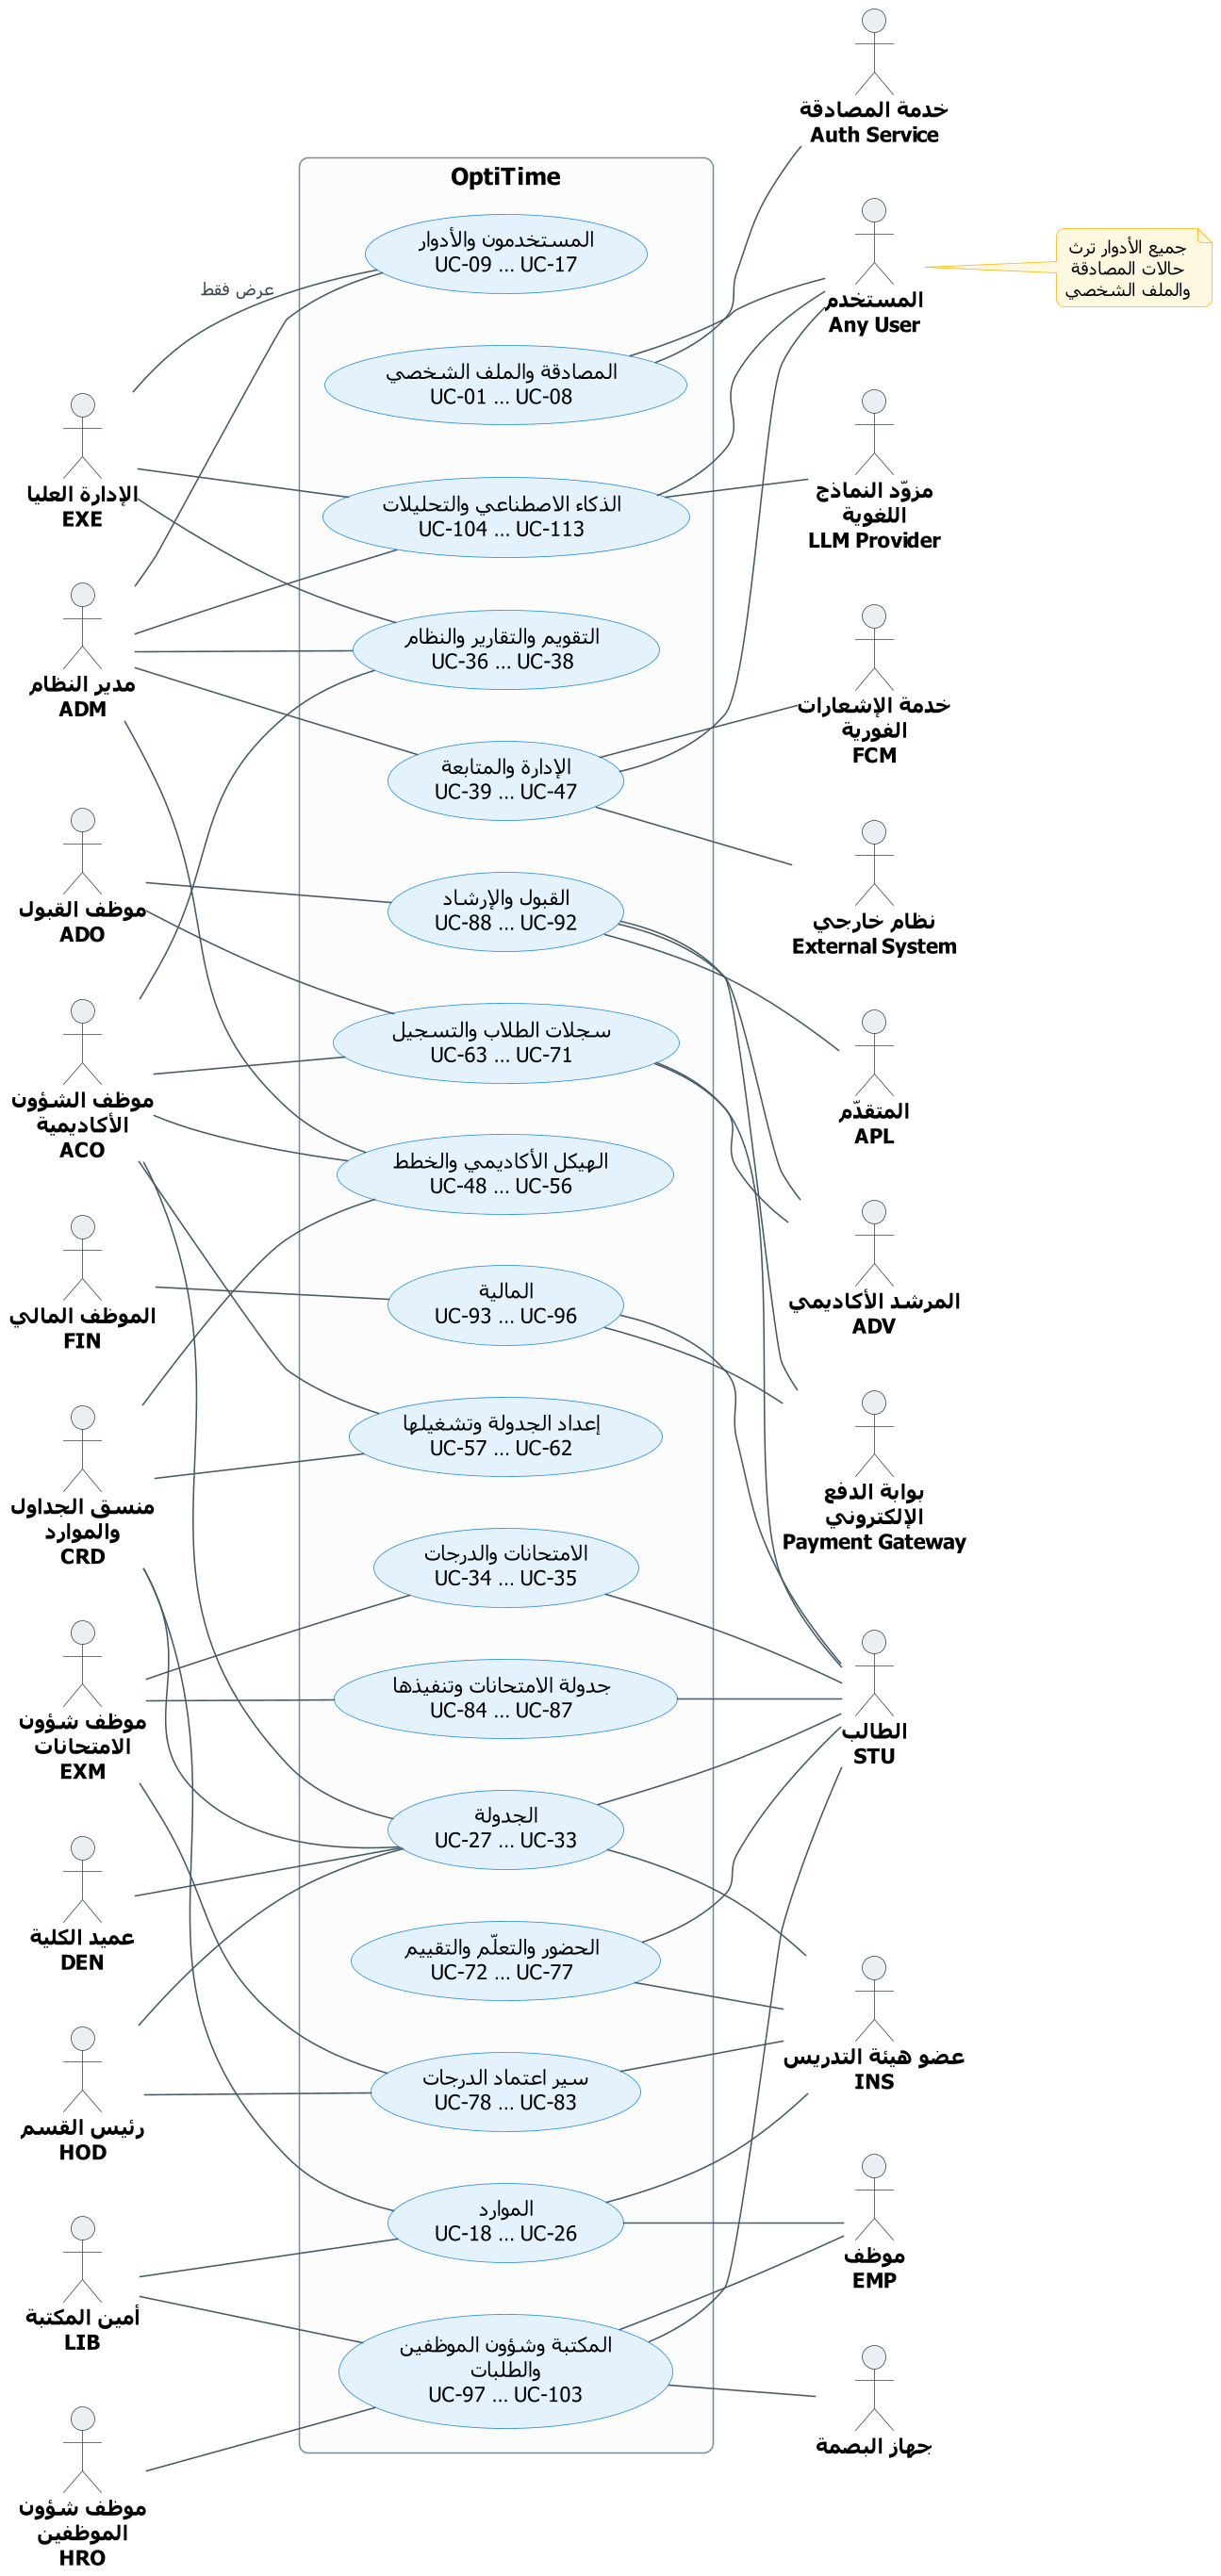 خدمة المصادقة
Auth Service
OptiTime
المستخدمون والأدوار
UC-09 ... UC-17
عرض فقط
المستخدم
Any User
جميع الأدوار ترث
حالات المصادقة
والملف الشخصي
المصادقة والملف الشخصي
UC-01 ... UC-08
الإدارة العليا
EXE
الذكاء الاصطناعي والتحليلات
UC-104 ... UC-113
مزوّد النماذج
اللغوية
LLM Provider
مدير النظام
ADM
التقويم والتقارير والنظام
UC-36 ... UC-38
خدمة الإشعارات
الفورية
FCM
الإدارة والمتابعة
UC-39 ... UC-47
موظف القبول
ADO
القبول والإرشاد
UC-88 ... UC-92
نظام خارجي
External System
سجلات الطلاب والتسجيل
UC-63 ... UC-71
موظف الشؤون
الأكاديمية
ACO
المتقدّم
APL
الهيكل الأكاديمي والخطط
UC-48 ... UC-56
الموظف المالي
FIN
المالية
UC-93 ... UC-96
المرشد الأكاديمي
ADV
إعداد الجدولة وتشغيلها
UC-57 ... UC-62
منسق الجداول
والموارد
CRD
بوابة الدفع
الإلكتروني
Payment Gateway
الامتحانات والدرجات
UC-34 ... UC-35
موظف شؤون
الامتحانات
EXM
جدولة الامتحانات وتنفيذها
UC-84 ... UC-87
الطالب
STU
الجدولة
UC-27 ... UC-33
عميد الكلية
DEN
الحضور والتعلّم والتقييم
UC-72 ... UC-77
عضو هيئة التدريس
INS
سير اعتماد الدرجات
UC-78 ... UC-83
رئيس القسم
HOD
الموارد
UC-18 ... UC-26
موظف
EMP
أمين المكتبة
LIB
المكتبة وشؤون الموظفين
والطلبات
UC-97 ... UC-103
جهاز البصمة
موظف شؤون
الموظفين
HRO